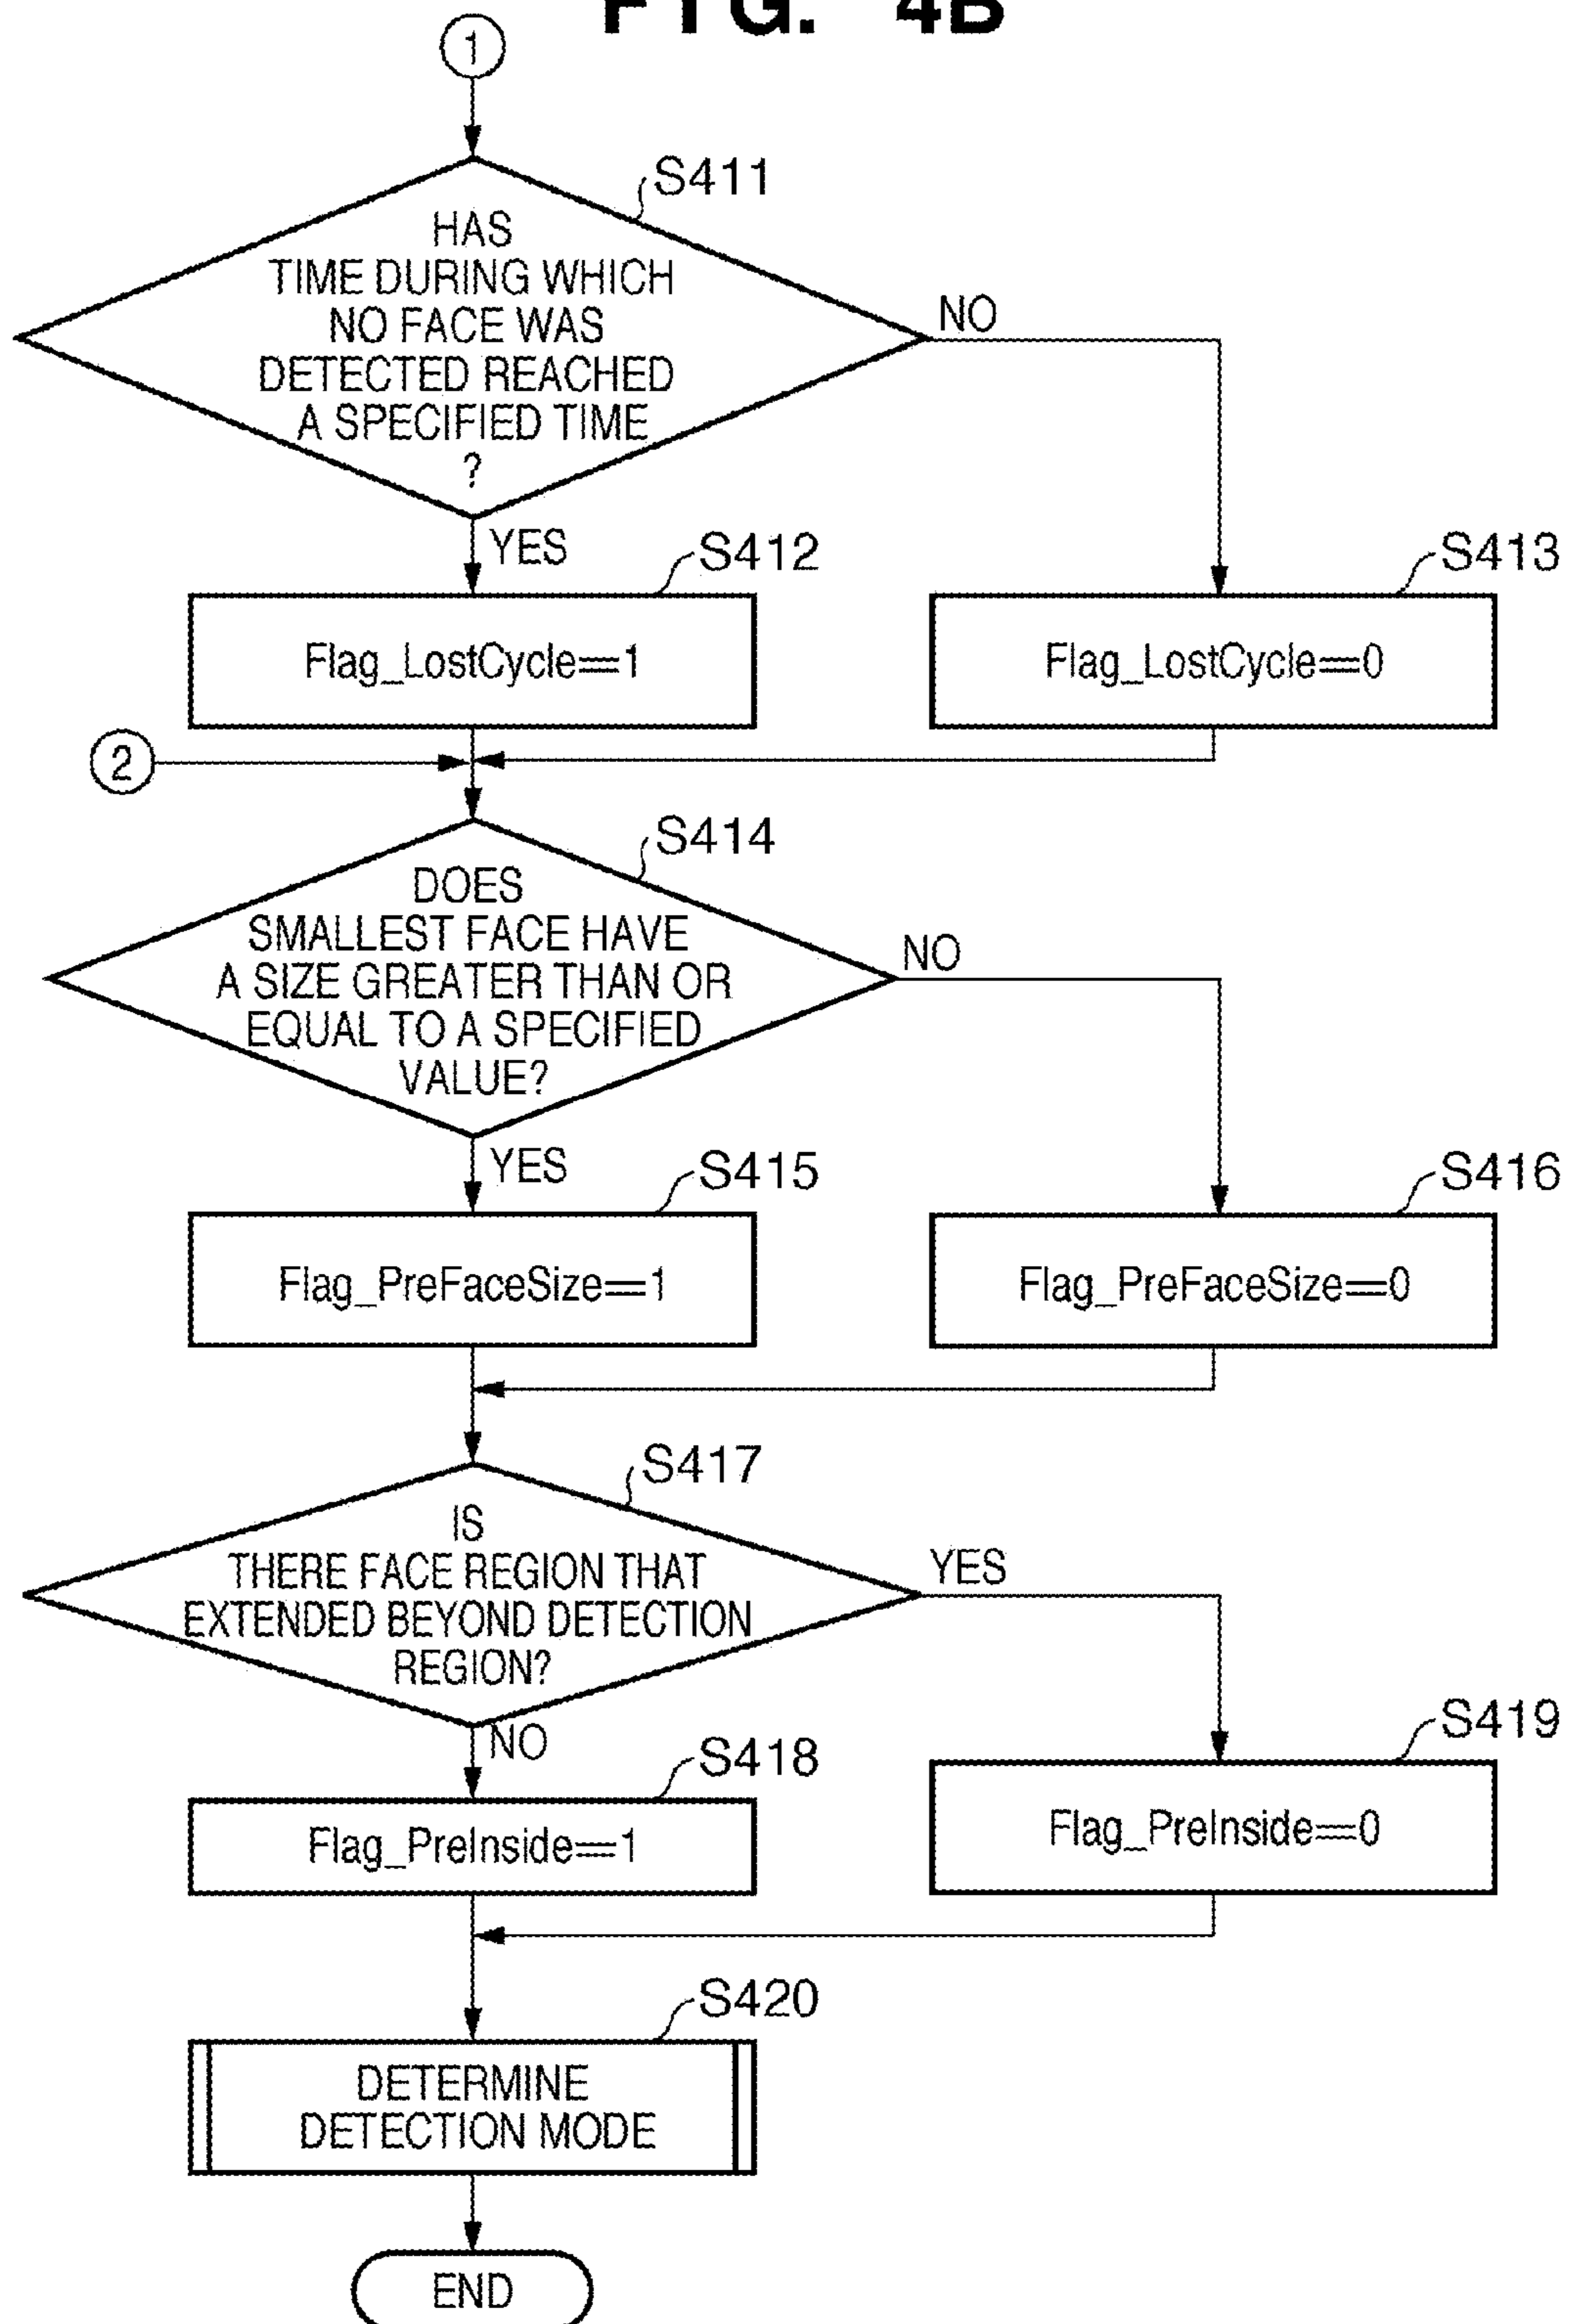 FIG. 4B
1
S411
HAS
TIME DURING WHICH
NO FACE WAS
DETECTED REACHED
A SPECIFIED TIME
?
NO
YES
S412
S413
Flag_LostCycle==1
Flag_LostCycle==0
2
S414
DOES
SMALLEST FACE HAVE
A SIZE GREATER THAN OR
EQUAL TO A SPECIFIED
VALUE?
NO
YES
S415
S416
Flag_PreFaceSize==1
Flag_PreFaceSize==0
S417
IS
THERE FACE REGION THAT
EXTENDED BEYOND DETECTION
REGION?
YES
NO
S418
S419
Flag_PreInside==1
Flag_PreInside==0
S420
DETERMINE
DETECTION MODE
END